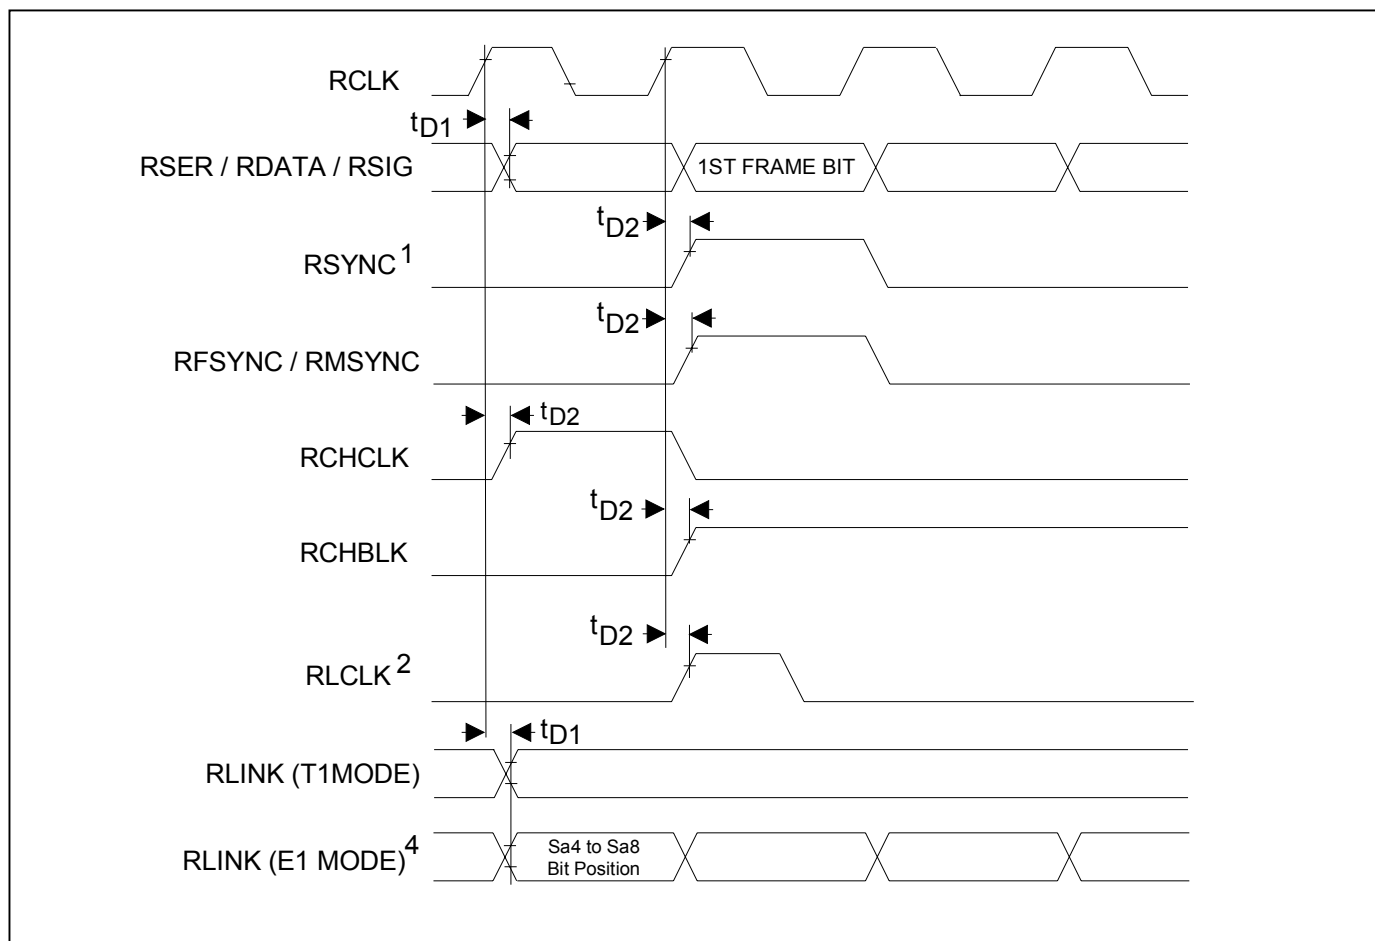 RCLK
tD1
RSER / RDATA / RSIG
1ST FRAME BIT
tD2
RSYNC1
tD2
RFSYNC / RMSYNC
tD2
RCHCLK
tD2
RCHBLK
tD2
RLCLK2
tD1
RLINK (T1MODE)
RLINK (E1 MODE)4
Sa4 to Sa8
Bit Position